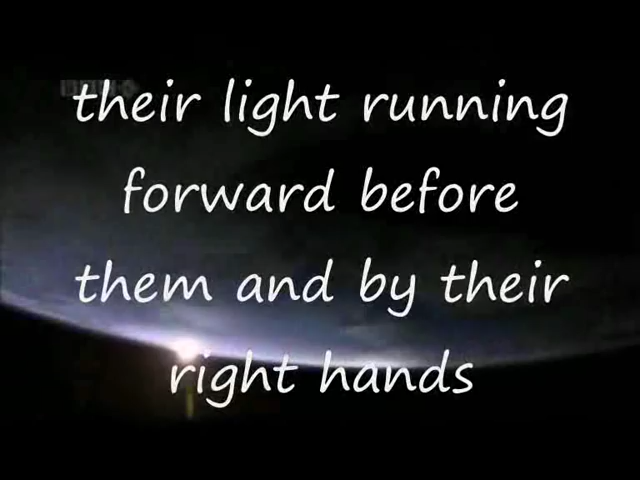 their light running
forward before
them and by their
right hands